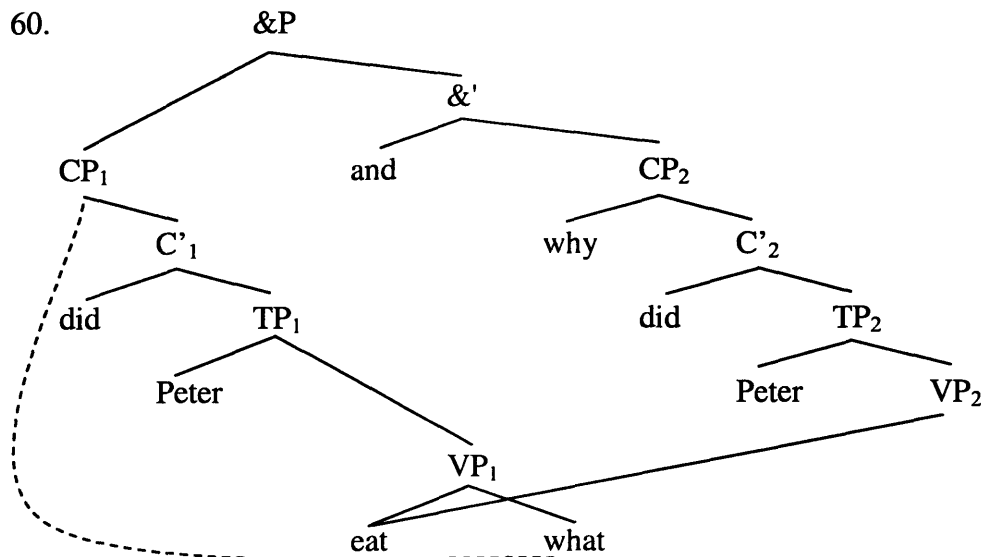 60.
&P
&'
CP₁ and CP₂
C'₁ why C'₂
did TP₁ did TP₂
Peter Peter VP₂
VP₁
eat what